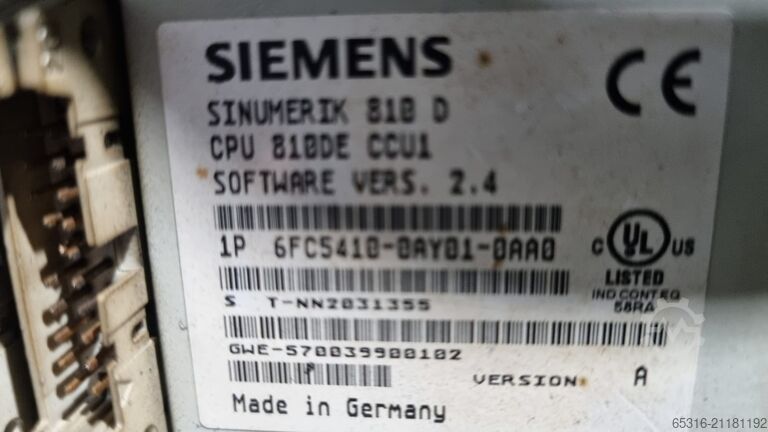 SIEMENS
CE
SINUMERIK 810 D
CPU 810DE CCU1
SOFTWARE VERS. 2.4
1P 6FC5410-0AY01-0AA0
C UL US
LISTED
IND CONT.EQ
58RA
S T-NN2031355
GWE-570039900102
VERSION: A
Made in Germany
65316-21181192